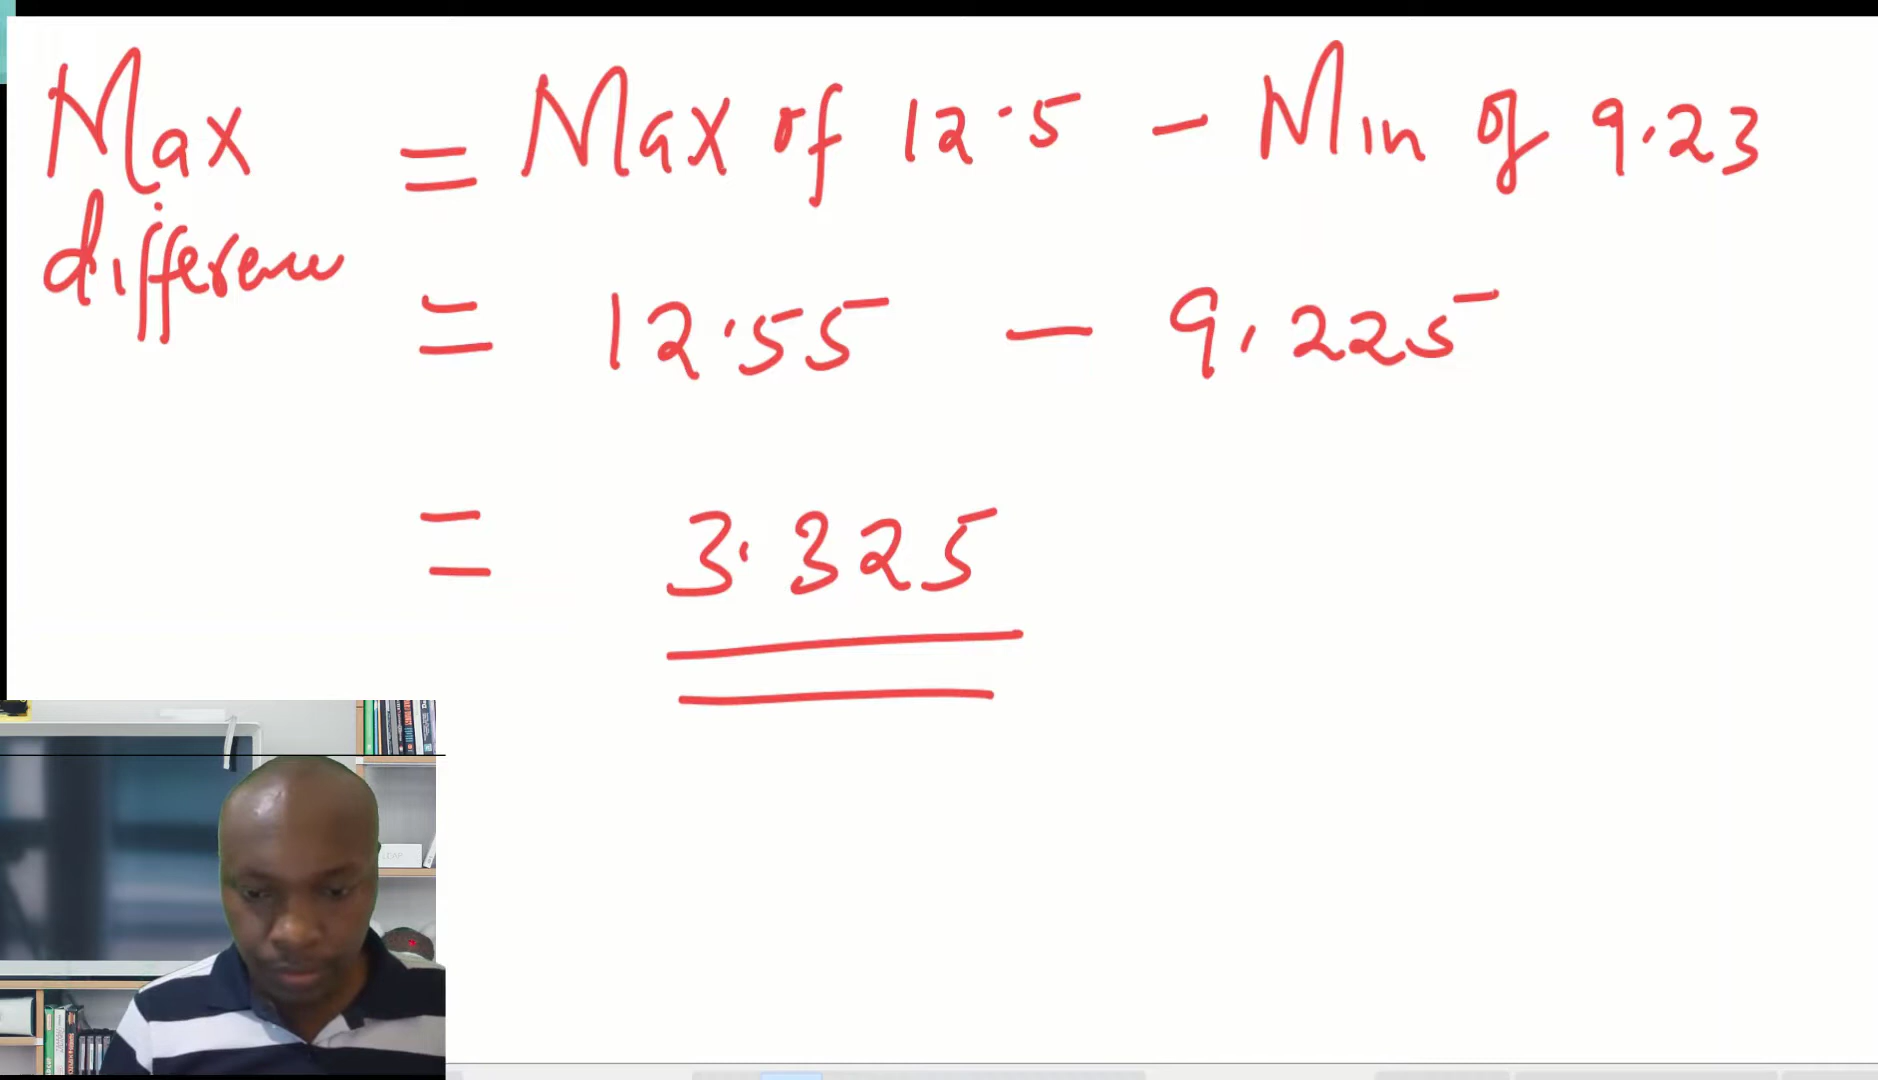 Max = Max of 12.5 - Min of 9.23
difference
= 12.55 - 9.225
= 3.325